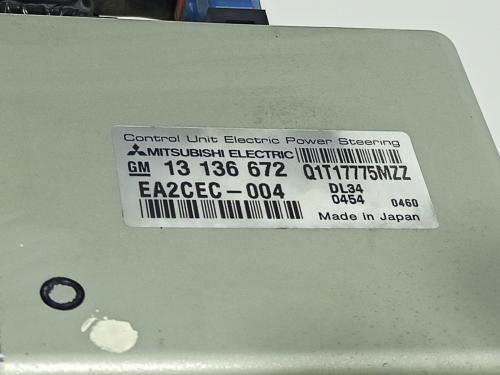 Control Unit Electric Power Steering
MITSUBISHI ELECTRIC
GM 13 136 672 Q1T17775MZZ
EA2CEC-004 DL34
0454 0460
Made in Japan